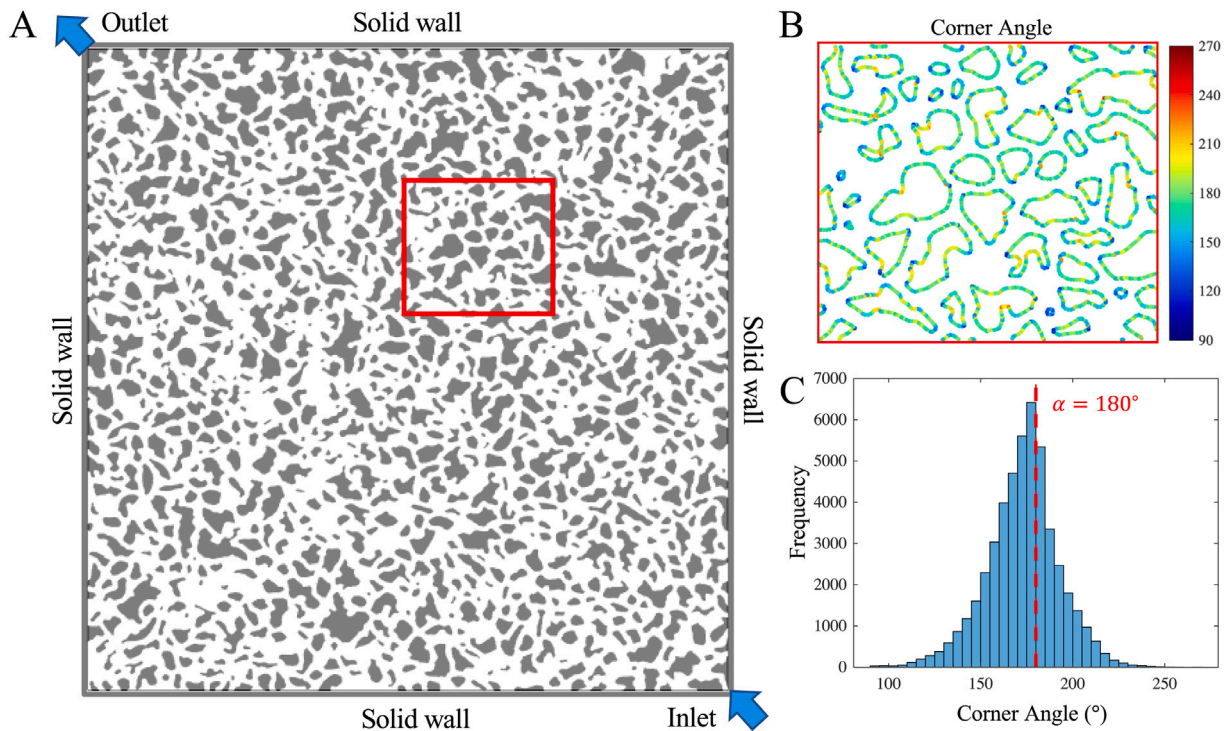 A
Outlet
Solid wall
Solid wall
Solid wall
Solid wall
Inlet
B
Corner Angle
270
240
210
180
150
120
90
C
7000
6000
5000
4000
3000
2000
1000
0
Frequency
α = 180°
100
150
200
250
Corner Angle (°)